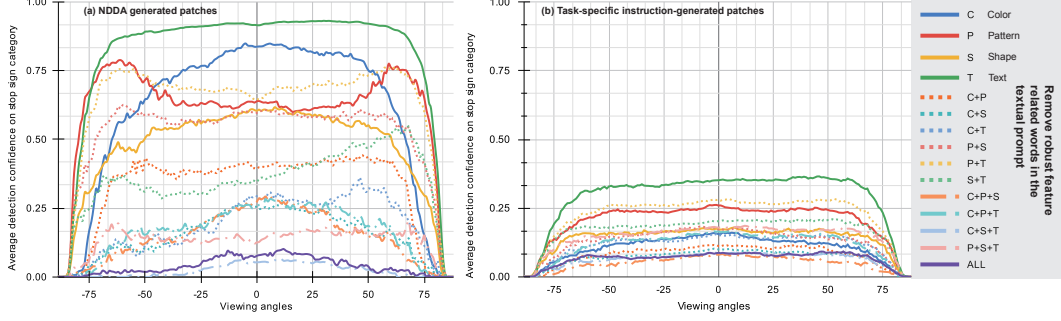 (a) NDDA generated patches
Average detection confidence on stop sign category
1.00
0.75
0.50
0.25
0.00
-75
-50
-25
0
25
50
75
Viewing angles
(b) Task-specific instruction-generated patches
Average detection confidence on stop sign category
1.00
0.75
0.50
0.25
0.00
-75
-50
-25
0
25
50
75
Viewing angles
C Color
P Pattern
S Shape
T Text
C+P
C+S
C+T
P+S
P+T
S+T
C+P+S
C+P+T
C+S+T
P+S+T
ALL
Remove robust feature
related words in the
textual prompt